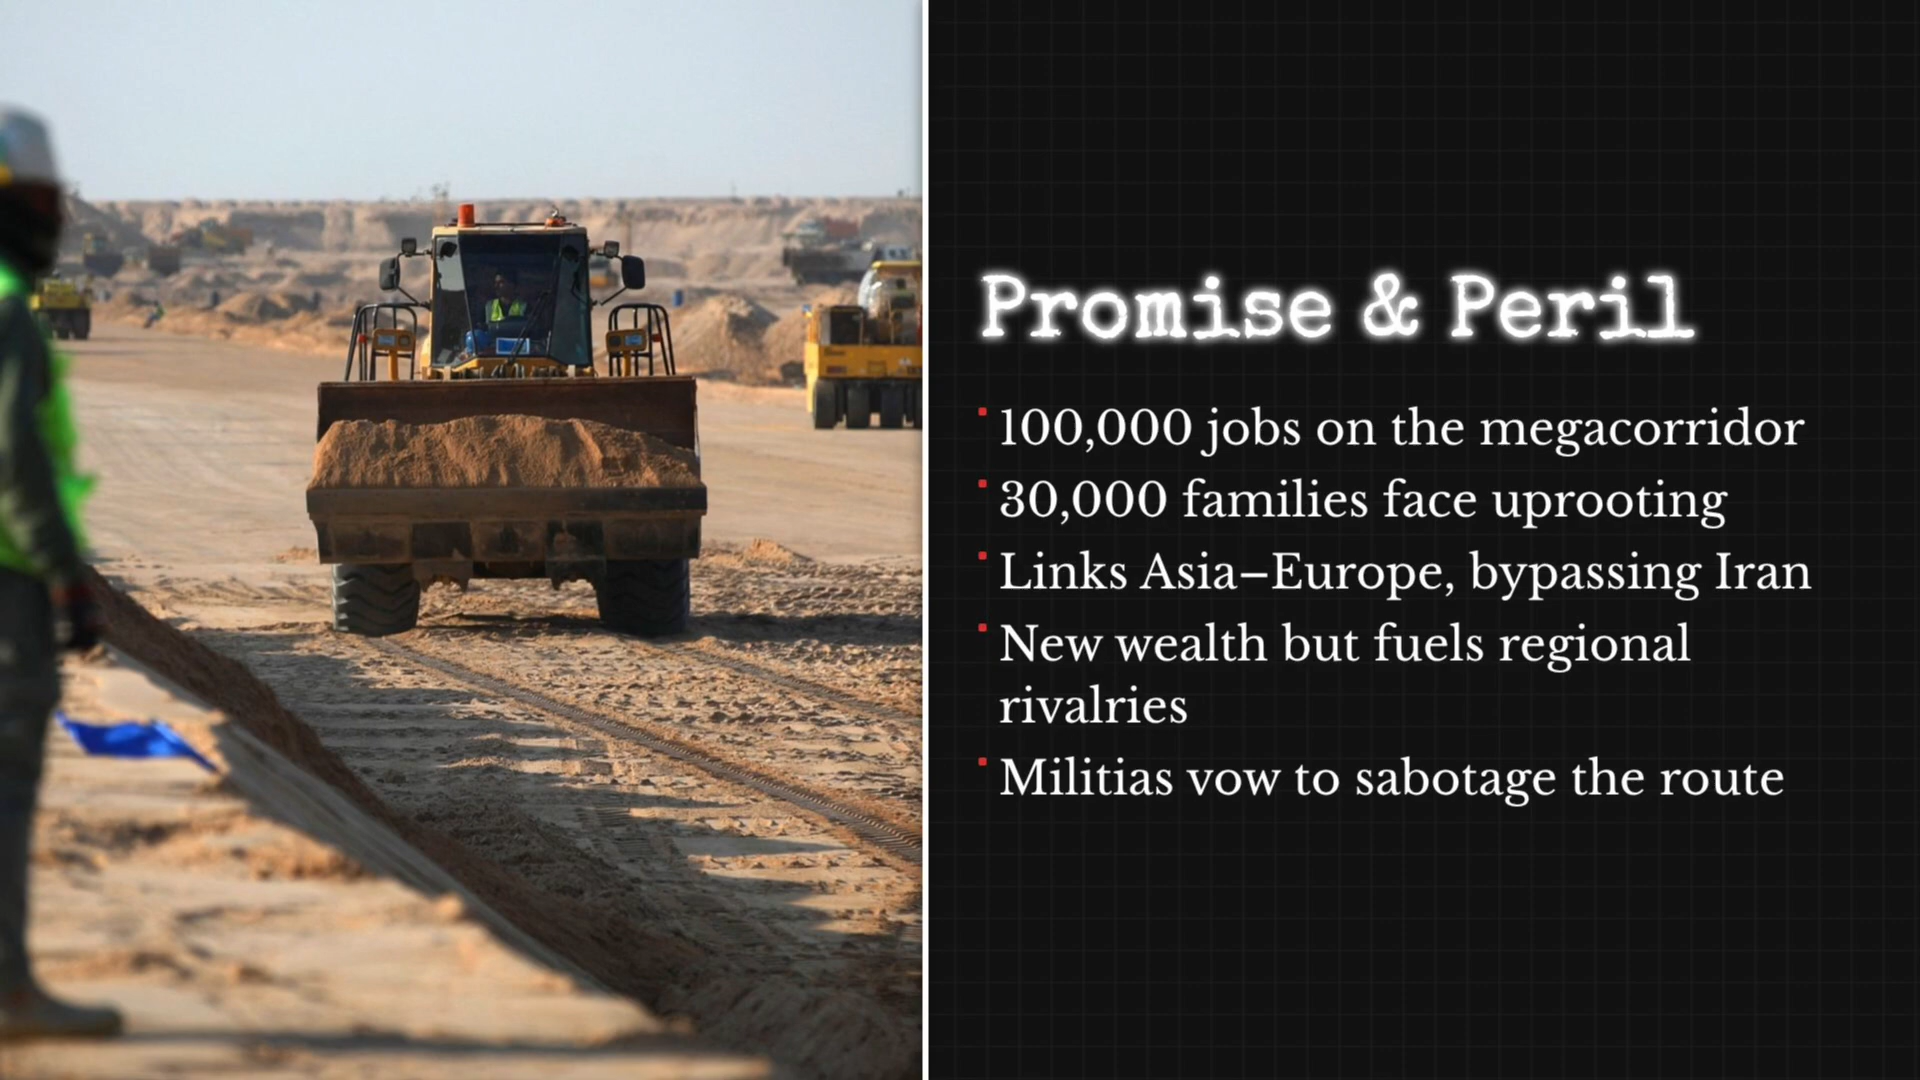 Promise & Peril
100,000 jobs on the megacorridor
30,000 families face uprooting
Links Asia–Europe, bypassing Iran
New wealth but fuels regional
rivalries
Militias vow to sabotage the route